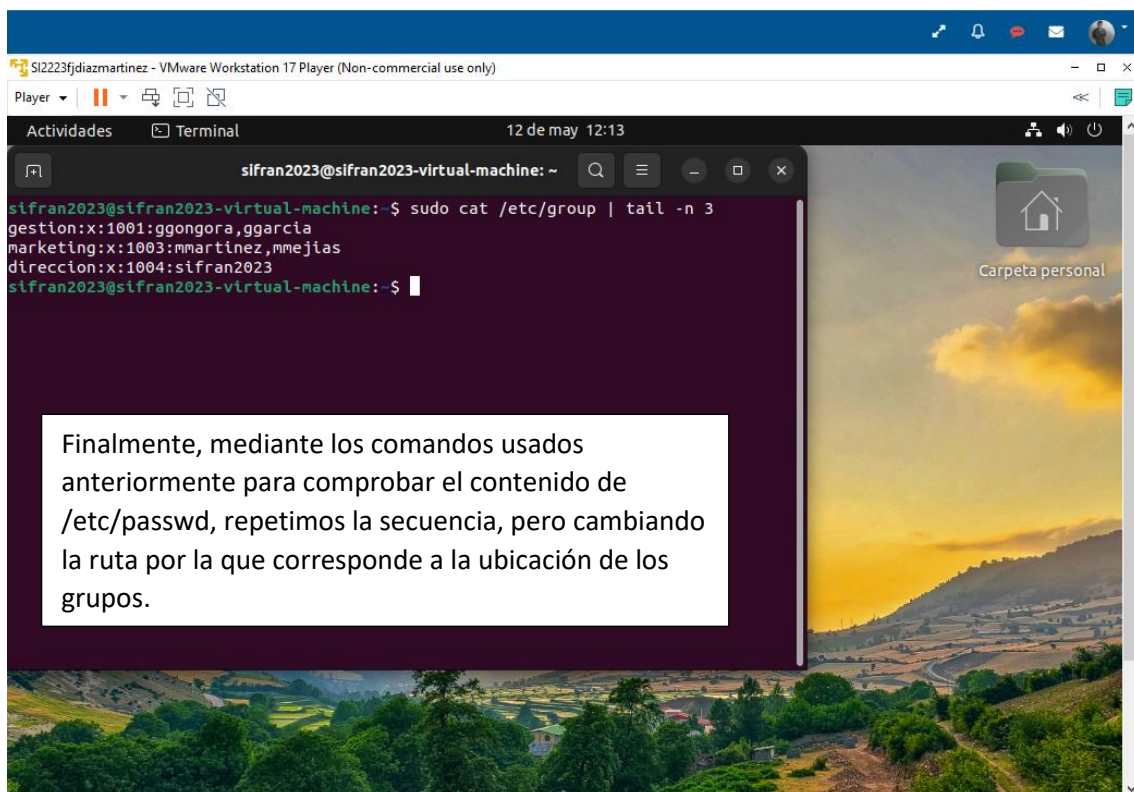 SI2223fjdiazmartinez - VMware Workstation 17 Player (Non-commercial use only)
Player
Actividades Terminal 12 de may 12:13
sifran2023@sifran2023-virtual-machine: ~
sifran2023@sifran2023-virtual-machine:~$ sudo cat /etc/group | tail -n 3
gestion:x:1001:ggongora,ggarcia
marketing:x:1003:mmartinez,mmejias
direccion:x:1004:sifran2023
sifran2023@sifran2023-virtual-machine:~$
Carpeta personal
Finalmente, mediante los comandos usados
anteriormente para comprobar el contenido de
/etc/passwd, repetimos la secuencia, pero cambiando
la ruta por la que corresponde a la ubicación de los
grupos.